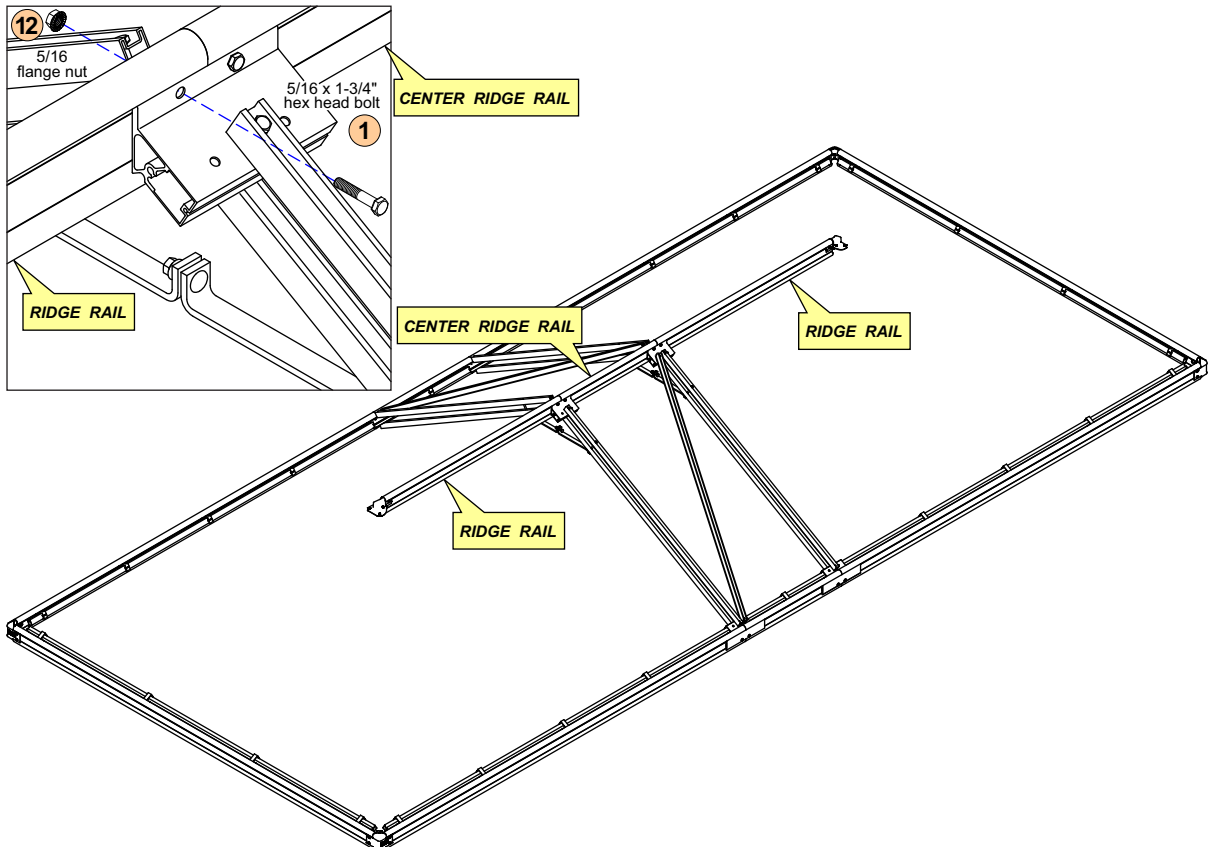 12
5/16
flange nut
5/16 x 1-3/4"
hex head bolt
1
CENTER RIDGE RAIL
RIDGE RAIL
CENTER RIDGE RAIL
RIDGE RAIL
RIDGE RAIL